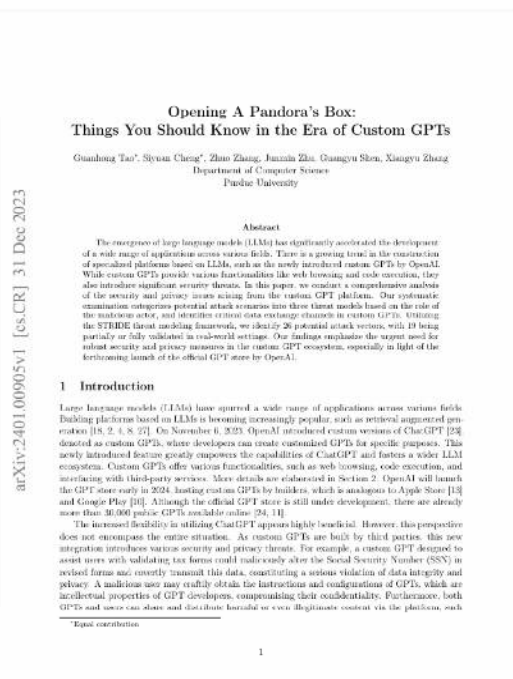 arXiv:2401.00905v1 [cs.CR] 31 Dec 2023
Opening A Pandora's Box:
Things You Should Know in the Era of Custom GPTs
Guanhong Tao*, Siyuan Cheng*, Zhuo Zhang, Junmin Zhu, Guangyu Shen, Xiangyu Zhang
Department of Computer Science
Purdue University
Abstract
The emergence of large language models (LLMs) has significantly accelerated the development
of a wide range of applications across various fields. There is a growing trend in the construction
of specialized platforms based on LLMs, such as the newly introduced custom GPTs by OpenAI.
While custom GPTs provide various functionalities like web browsing and code execution, they
also introduce significant security threats. In this paper, we conduct a comprehensive analysis
of the security and privacy issues arising from the custom GPT platform. Our systematic
examination categorizes potential attack scenarios into three threat models based on the role of
the malicious actor, and identifies critical data exchange channels in custom GPTs. Utilizing
the STRIDE threat modeling framework, we identify 26 potential attack vectors, with 19 being
partially or fully validated in real-world settings. Our findings emphasize the urgent need for
robust security and privacy measures in the custom GPT ecosystem, especially in light of the
forthcoming launch of the official GPT store by OpenAI.
1 Introduction
Large language models (LLMs) have spurred a wide range of applications across various fields.
Building platforms based on LLMs is becoming increasingly popular, such as retrieval augmented gen-
eration [18, 2, 4, 8, 27]. On November 6, 2023, OpenAI introduced custom versions of ChatGPT [23],
denoted as custom GPTs, where developers can create customized GPTs for specific purposes. This
newly introduced feature greatly empowers the capabilities of ChatGPT and fosters a wider LLM
ecosystem. Custom GPTs offer various functionalities, such as web browsing, code execution, and
interfacing with third-party services. More details are elaborated in Section 2. OpenAI will launch
the GPT store early in 2024, hosting custom GPTs by builders, which is analogous to Apple Store [13]
and Google Play [10]. Although the official GPT store is still under development, there are already
more than 30,000 public GPTs available online [24, 11].
The increased flexibility in utilizing ChatGPT appears highly beneficial. However, this perspective
does not encompass the entire situation. As custom GPTs are built by third parties, this new
integration introduces various security and privacy threats. For example, a custom GPT designed to
assist users with validating tax forms could maliciously alter the Social Security Number (SSN) in
revised forms and covertly transmit this data, constituting a serious violation of data integrity and
privacy. A malicious user may craftily obtain the instructions and configurations of GPTs, which are
intellectual properties of GPT developers, compromising their confidentiality. Furthermore, both
GPTs and users can share and distribute harmful or even illegitimate content via the platform, such
*Equal contribution
1